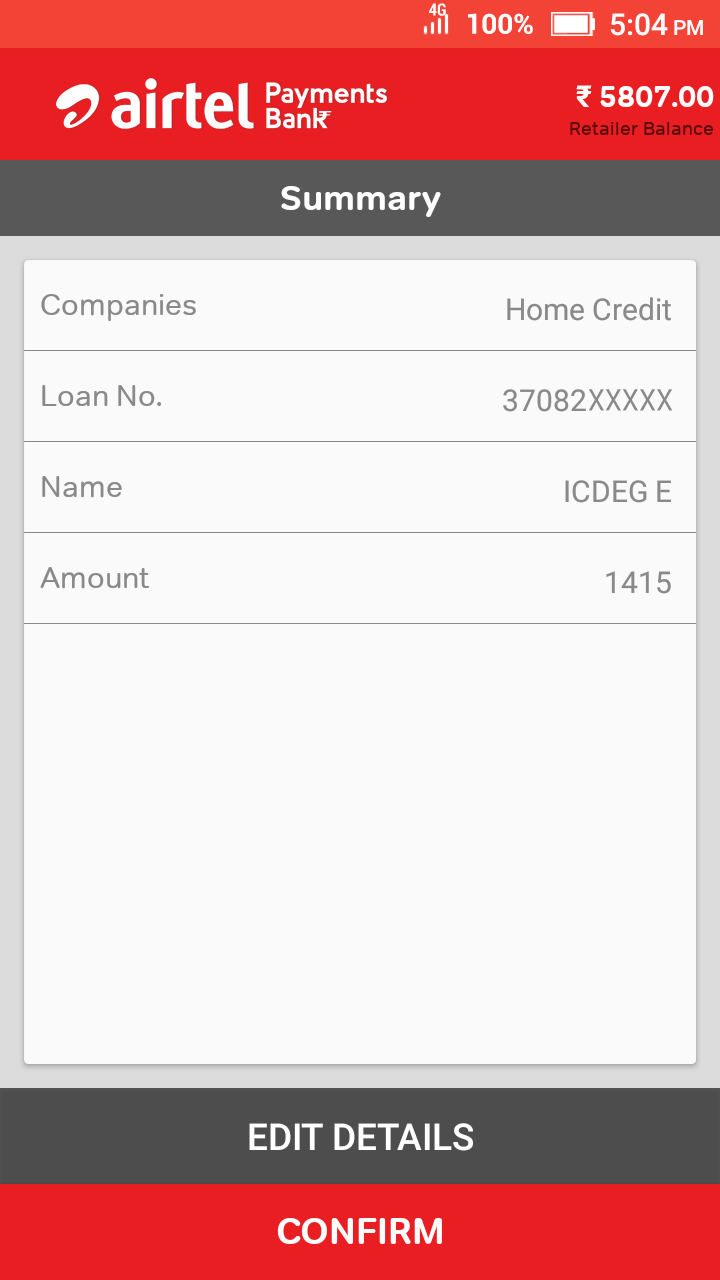 4G 100% 5:04 PM
airtel Payments Bank
₹ 5807.00
Retailer Balance
Summary
Companies Home Credit
Loan No. 37082XXXXX
Name ICDEG E
Amount 1415
EDIT DETAILS
CONFIRM